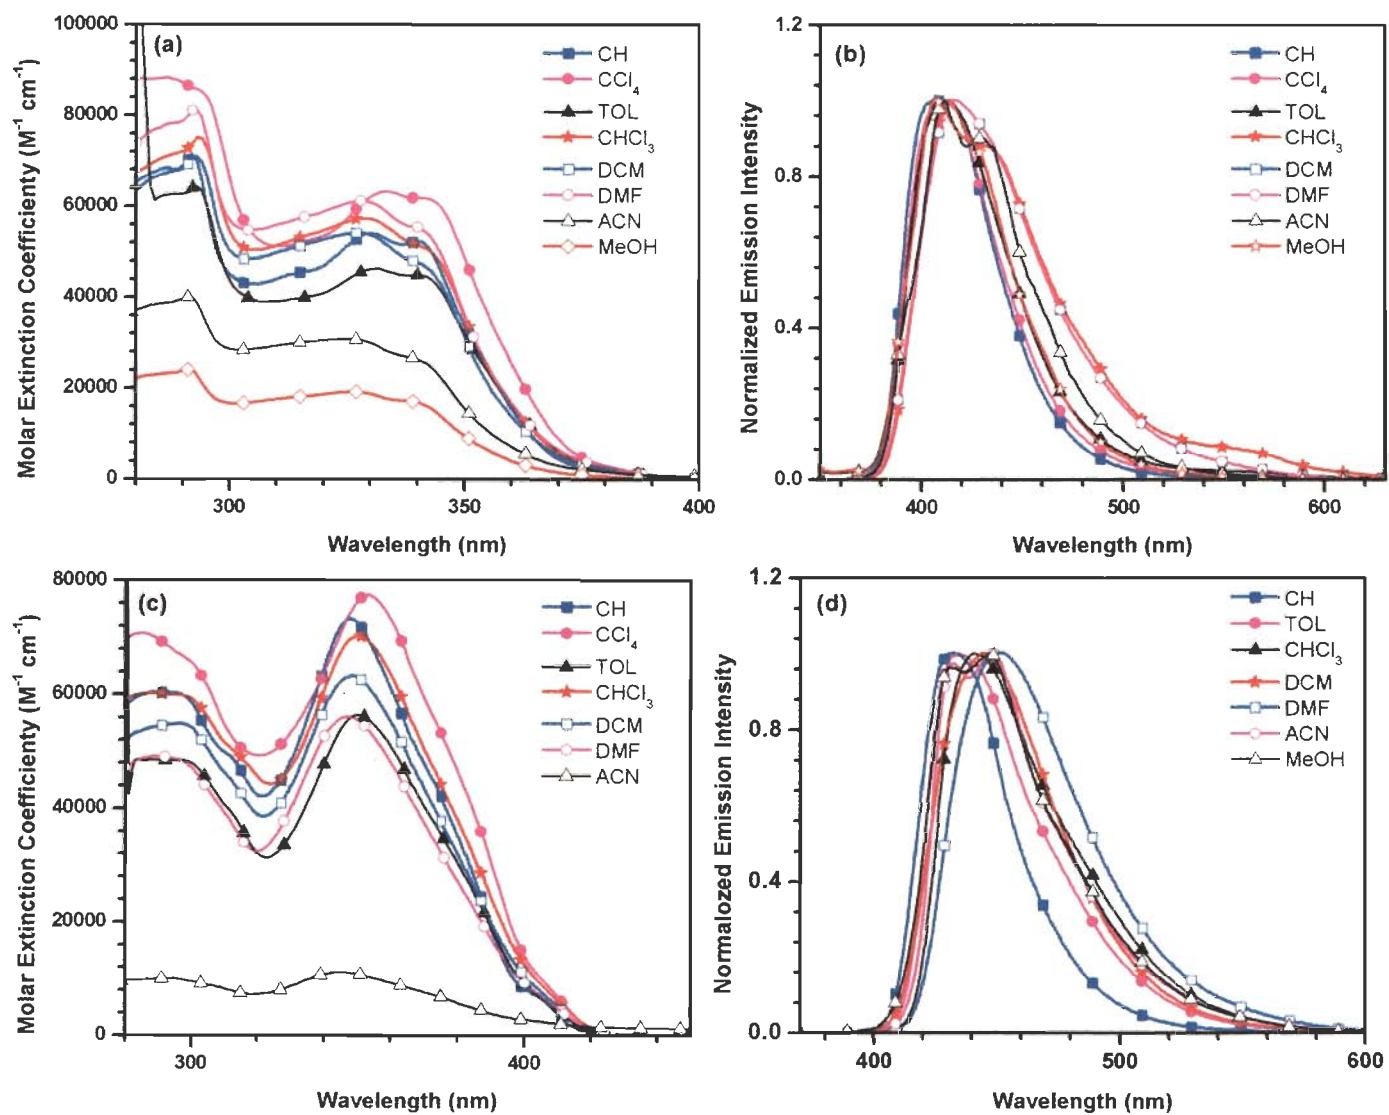 100000
80000
60000
40000
20000
0
300
350
400
Molar Extinction Coefficienty (M⁻¹ cm⁻¹)
Wavelength (nm)
(a)
CH
CCl₄
TOL
CHCl₃
DCM
DMF
ACN
MeOH
1.2
0.8
0.4
0.0
400
500
600
Normalized Emission Intensity
Wavelength (nm)
(b)
CH
CCl₄
TOL
CHCl₃
DCM
DMF
ACN
MeOH
80000
60000
40000
20000
0
300
400
Molar Extinction Coefficienty (M⁻¹ cm⁻¹)
Wavelength (nm)
(c)
CH
CCl₄
TOL
CHCl₃
DCM
DMF
ACN
1.2
0.8
0.4
0.0
400
500
600
Normalozed Emission Intensity
Wavelength (nm)
(d)
CH
TOL
CHCl₃
DCM
DMF
ACN
MeOH